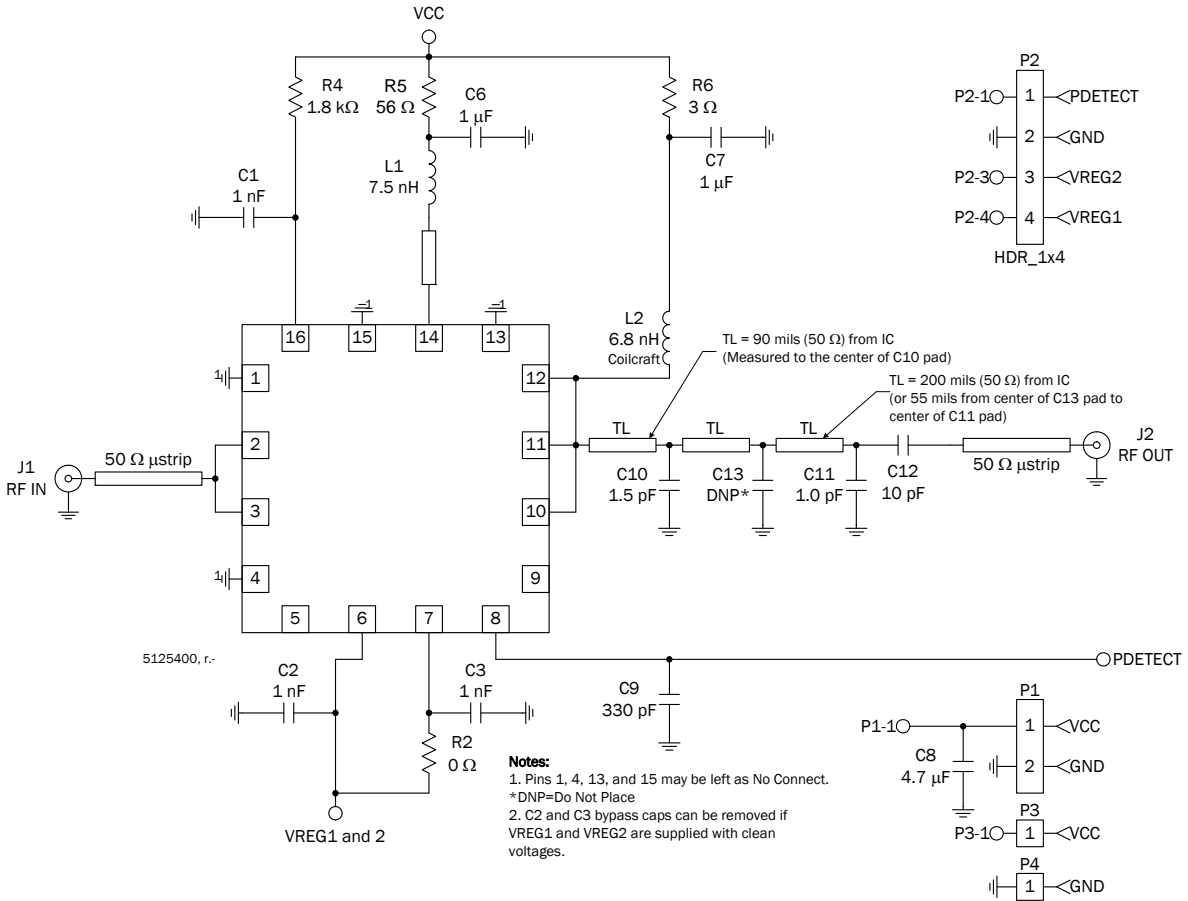 VCC
R4
1.8 kΩ
R5
56 Ω
C6
1 μF
R6
3 Ω
C7
1 μF
L1
7.5 nH
C1
1 nF
P2
P2-1
1
PDETECT
2
GND
P2-3
3
VREG2
P2-4
4
VREG1
HDR_1x4
L2
6.8 nH
Coilcraft
TL = 90 mils (50 Ω) from IC
(Measured to the center of C10 pad)
TL = 200 mils (50 Ω) from IC
(or 55 mils from center of C13 pad to
center of C11 pad)
1
1
16
15
14
13
1
1
12
2
11
3
10
1
4
9
5
6
7
8
J1
RF IN
50 Ω μstrip
TL
TL
TL
C10
1.5 pF
C13
DNP*
C11
1.0 pF
C12
10 pF
50 Ω μstrip
J2
RF OUT
5125400, r.-
PDETECT
C2
1 nF
C3
1 nF
R2
0 Ω
C9
330 pF
VREG1 and 2
Notes:
1. Pins 1, 4, 13, and 15 may be left as No Connect.
*DNP=Do Not Place
2. C2 and C3 bypass caps can be removed if
VREG1 and VREG2 are supplied with clean
voltages.
P1
P1-1
1
VCC
2
GND
C8
4.7 μF
P3
P3-1
1
VCC
P4
1
GND